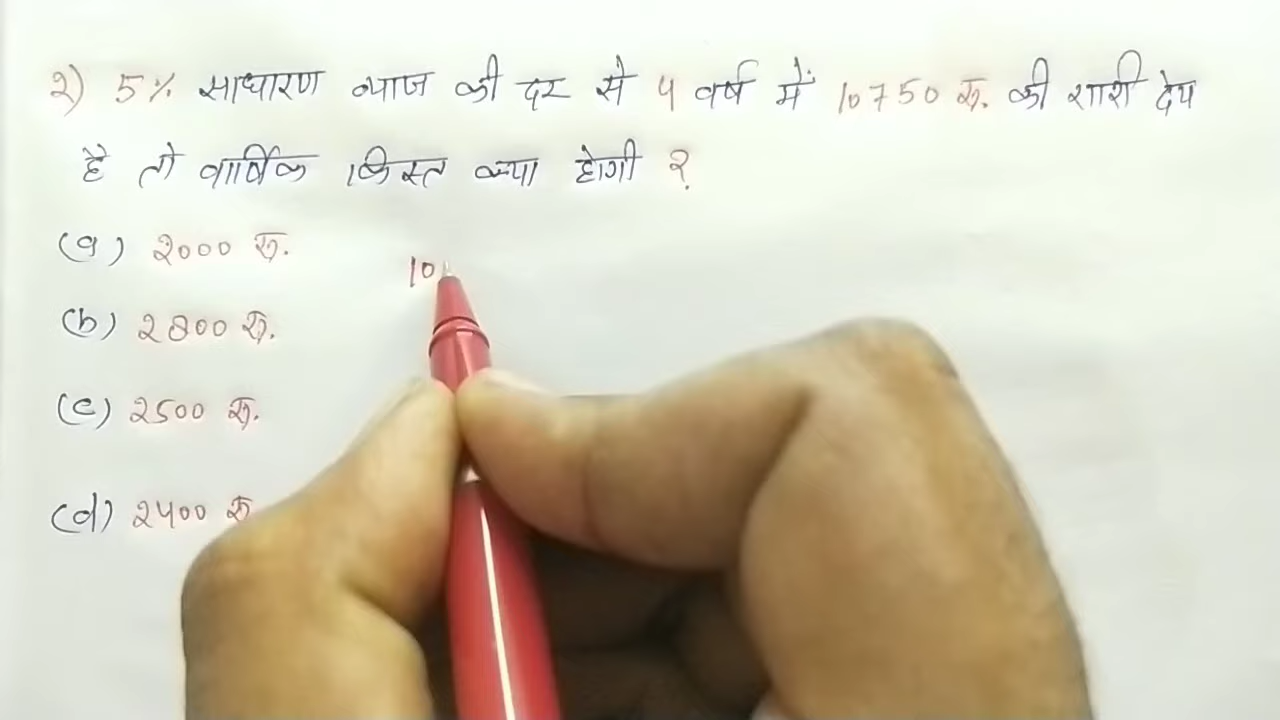 2) 5% साधारण ब्याज की दर से 4 वर्ष में 10750 रु. की राशी देय
है तो वार्षिक किस्त क्या होगी ?
(a) 2000 रु.
10
(b) 2800 रु.
(c) 2500 रु.
(d) 2400 रु